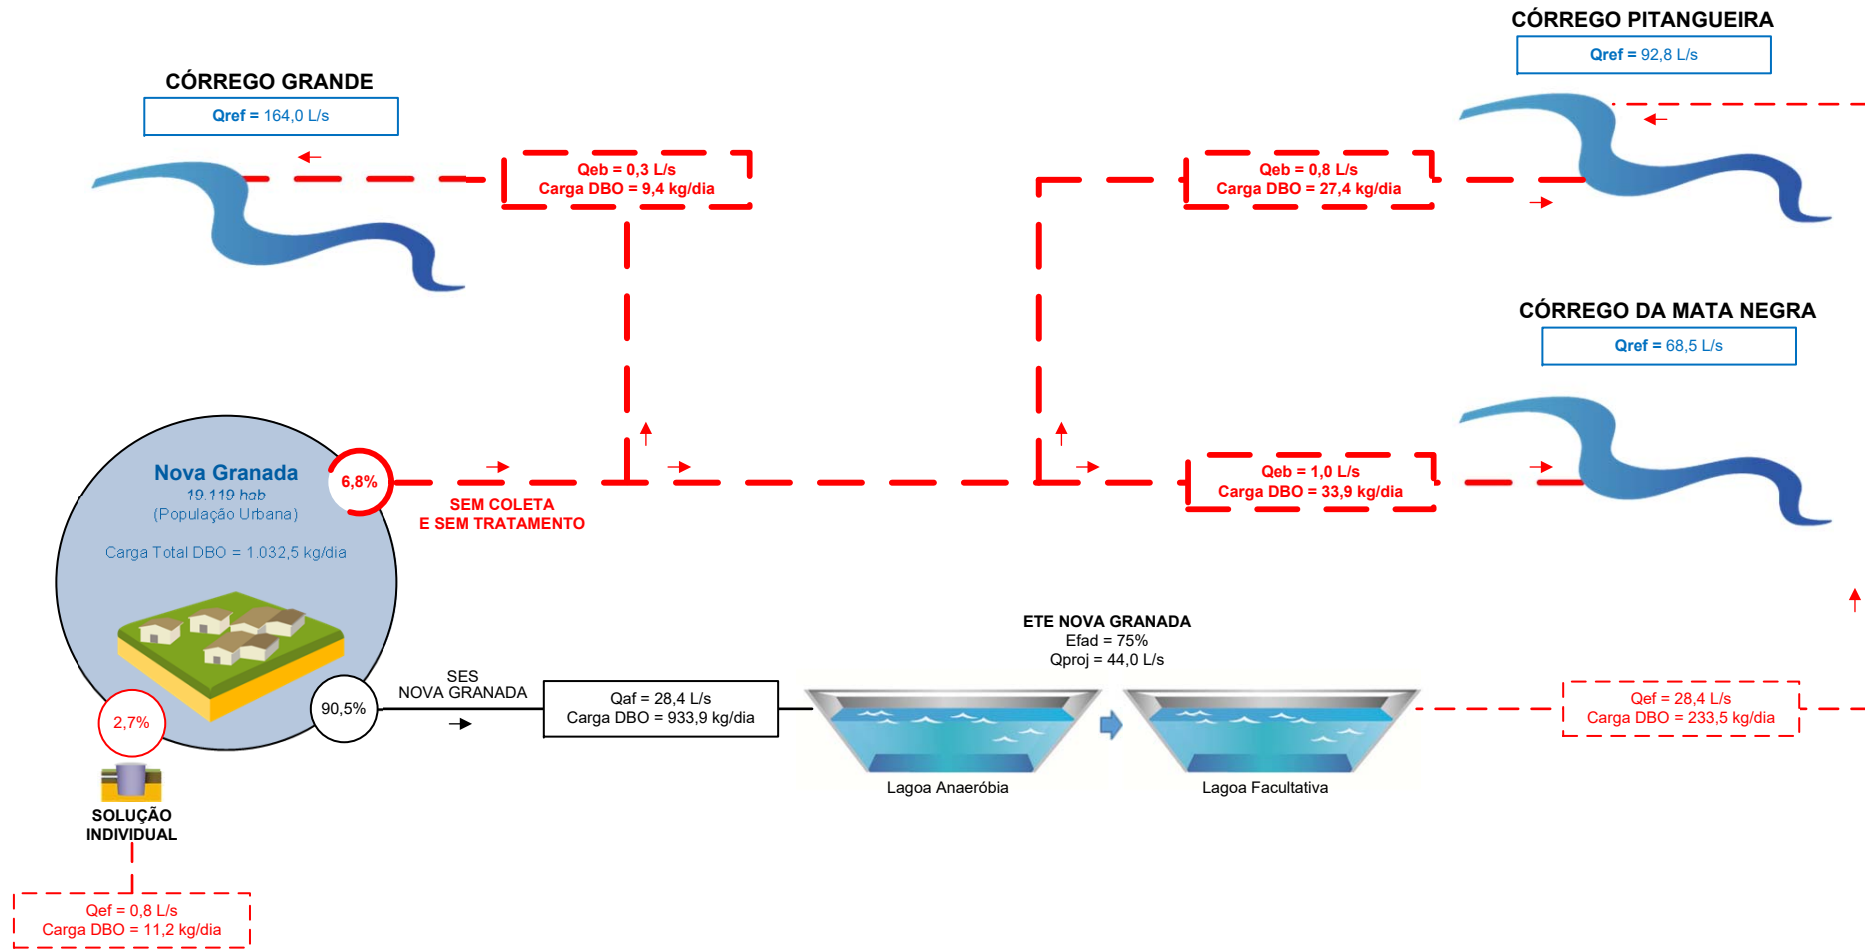 CÓRREGO PITANGUEIRA
Qref = 92,8 L/s
CÓRREGO GRANDE
Qref = 164,0 L/s
Qeb = 0,3 L/s
Carga DBO = 9,4 kg/dia
Qeb = 0,8 L/s
Carga DBO = 27,4 kg/dia
CÓRREGO DA MATA NEGRA
Qref = 68,5 L/s
Nova Granada
19.119 hab
(População Urbana)
Carga Total DBO = 1.032,5 kg/dia
6,8%
SEM COLETA
E SEM TRATAMENTO
Qeb = 1,0 L/s
Carga DBO = 33,9 kg/dia
ETE NOVA GRANADA
Efad = 75%
Qproj = 44,0 L/s
2,7%
90,5%
SES
NOVA GRANADA
Qaf = 28,4 L/s
Carga DBO = 933,9 kg/dia
Lagoa Anaeróbia
Lagoa Facultativa
Qef = 28,4 L/s
Carga DBO = 233,5 kg/dia
SOLUÇÃO
INDIVIDUAL
Qef = 0,8 L/s
Carga DBO = 11,2 kg/dia